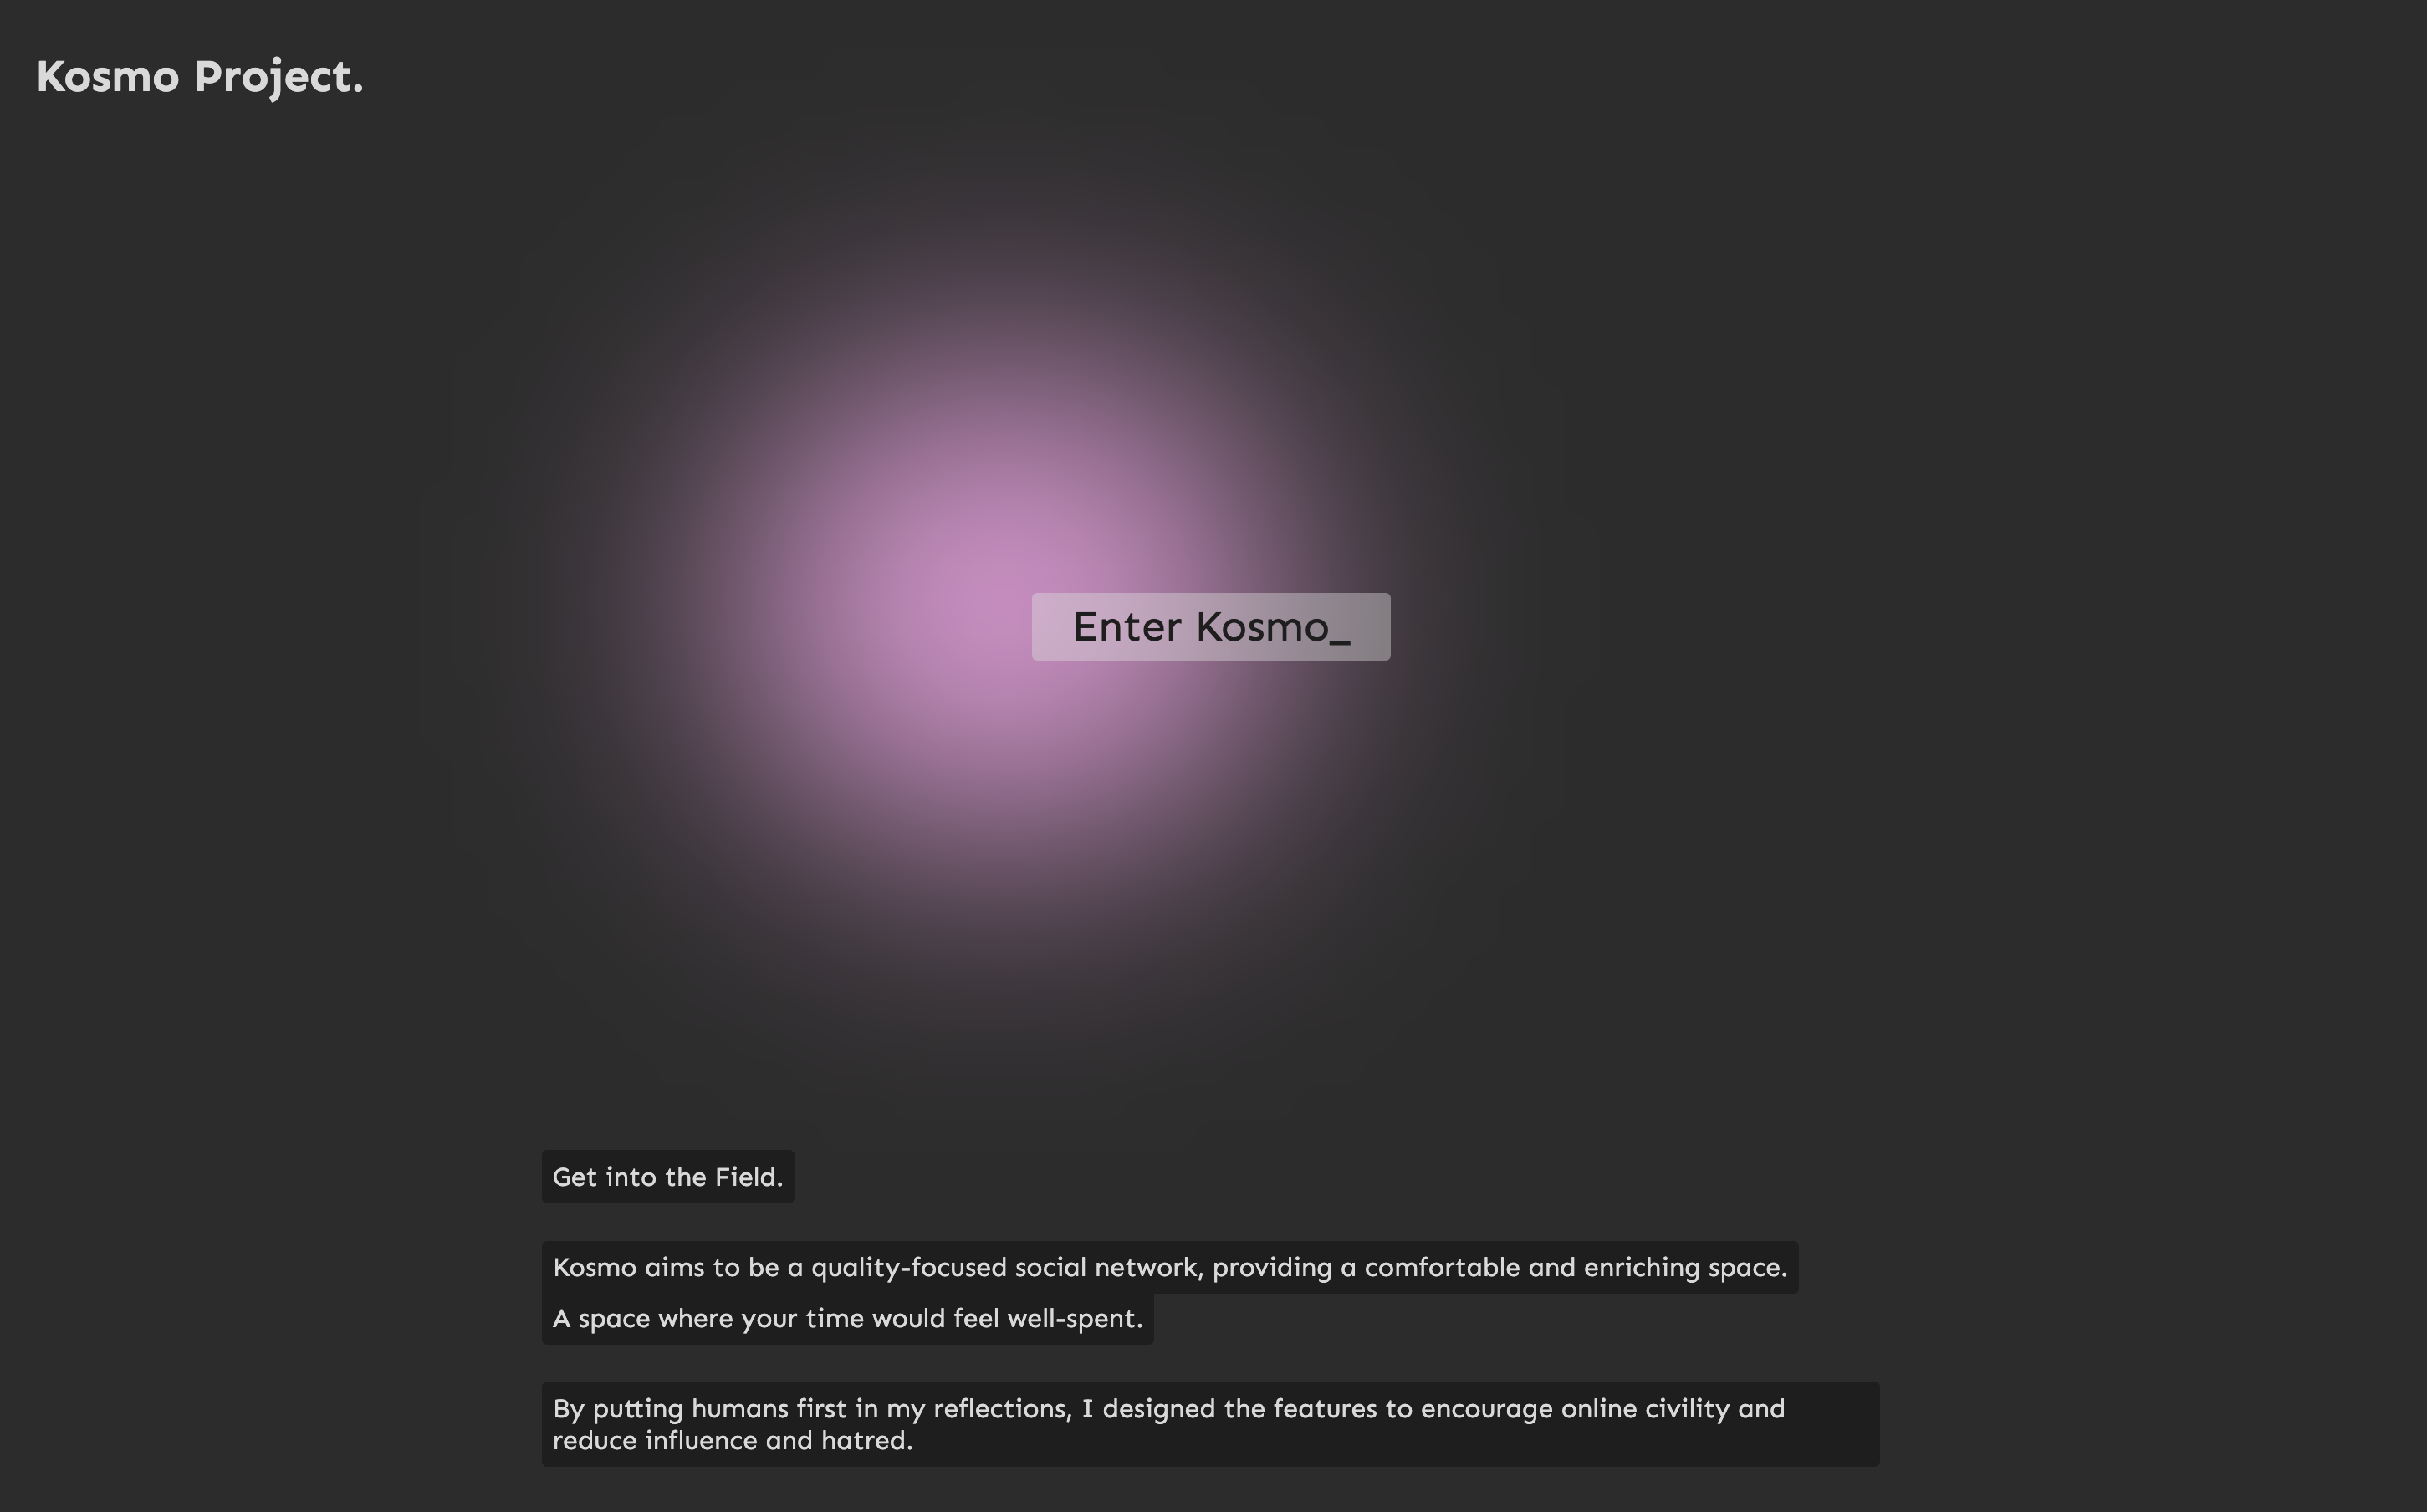 Kosmo Project.
Enter Kosmo_
Get into the Field.
Kosmo aims to be a quality-focused social network, providing a comfortable and enriching space.
A space where your time would feel well-spent.
By putting humans first in my reflections, I designed the features to encourage online civility and
reduce influence and hatred.